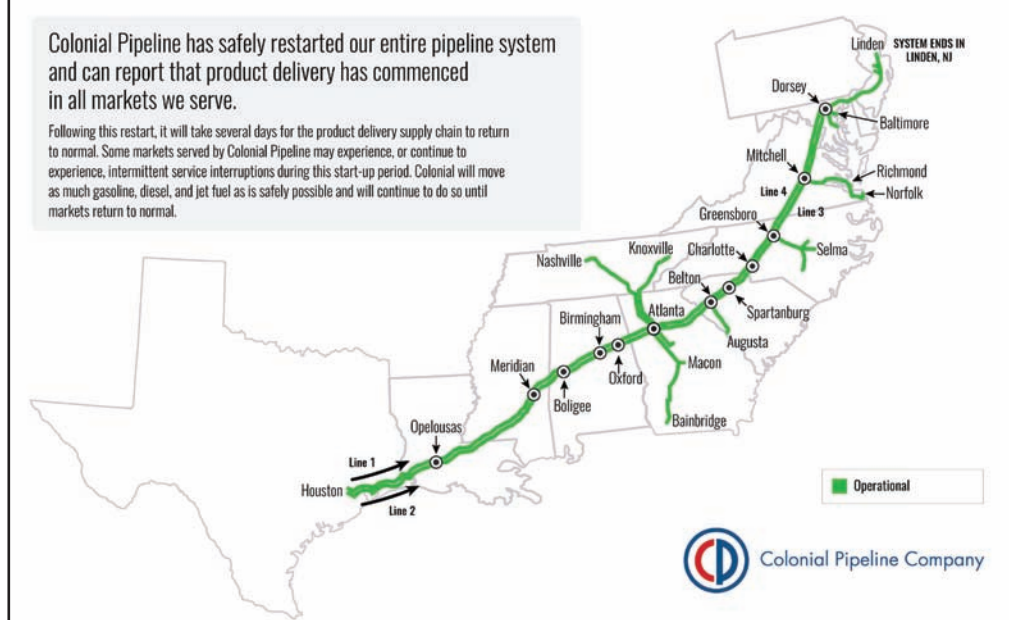 Colonial Pipeline has safely restarted our entire pipeline system
and can report that product delivery has commenced
in all markets we serve.
Following this restart, it will take several days for the product delivery supply chain to return
to normal. Some markets served by Colonial Pipeline may experience, or continue to
experience, intermittent service interruptions during this start-up period. Colonial will move
as much gasoline, diesel, and jet fuel as is safely possible and will continue to do so until
markets return to normal.
Linden
SYSTEM ENDS IN
LINDEN, NJ
Dorsey
Baltimore
Mitchell
Richmond
Line 4
Norfolk
Line 3
Greensboro
Knoxville
Charlotte
Selma
Nashville
Belton
Atlanta
Spartanburg
Birmingham
Augusta
Meridian
Macon
Oxford
Boligee
Bainbridge
Opelousas
Line 1
Houston
Line 2
Operational
CP
Colonial Pipeline Company